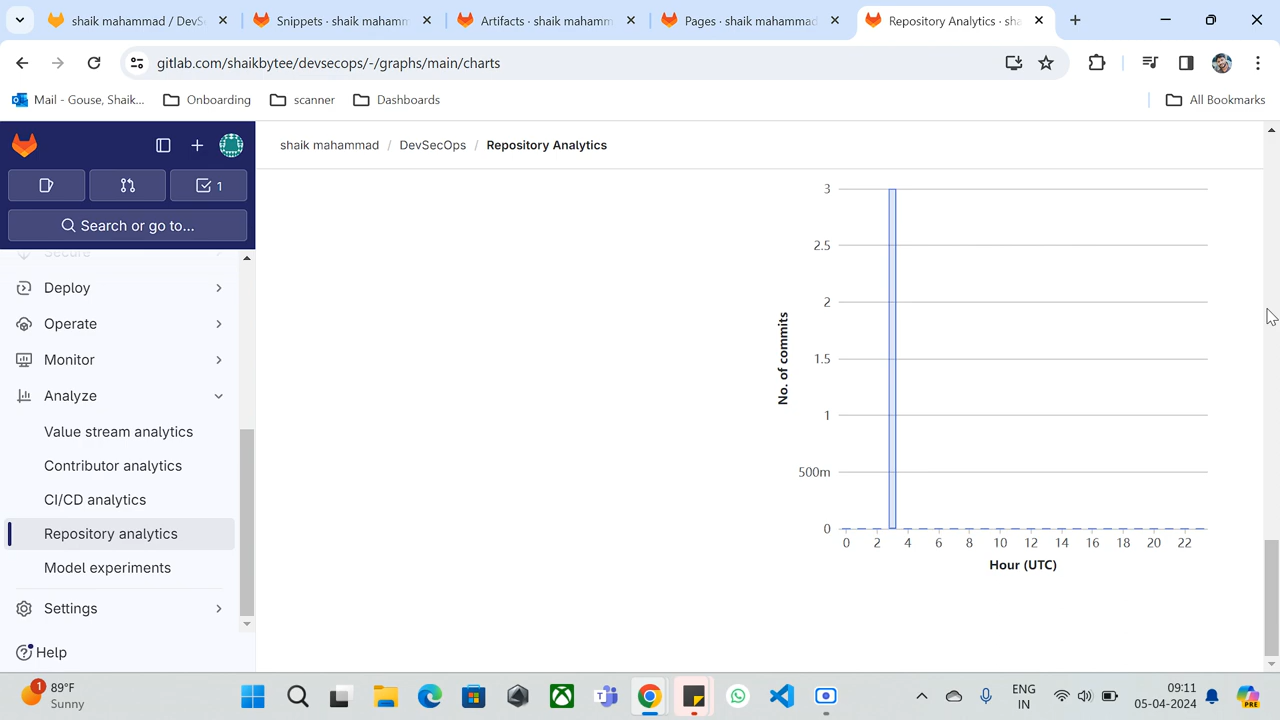 shaik mahammad / DevS
Snippets · shaik mahamm
Artifacts · shaik mahamm
Pages · shaik mahammad
Repository Analytics · sha
gitlab.com/shaikbytee/devsecops/-/graphs/main/charts
Mail - Gouse, Shaik...
Onboarding
scanner
Dashboards
All Bookmarks
shaik mahammad / DevSecOps / Repository Analytics
1
Search or go to...
Secure
Deploy
Operate
Monitor
Analyze
Value stream analytics
Contributor analytics
CI/CD analytics
Repository analytics
Model experiments
Settings
Help
No. of commits
3
2.5
2
1.5
1
500m
0
0 2 4 6 8 10 12 14 16 18 20 22
Hour (UTC)
1
89°F
Sunny
ENG
IN
09:11
05-04-2024
PRE